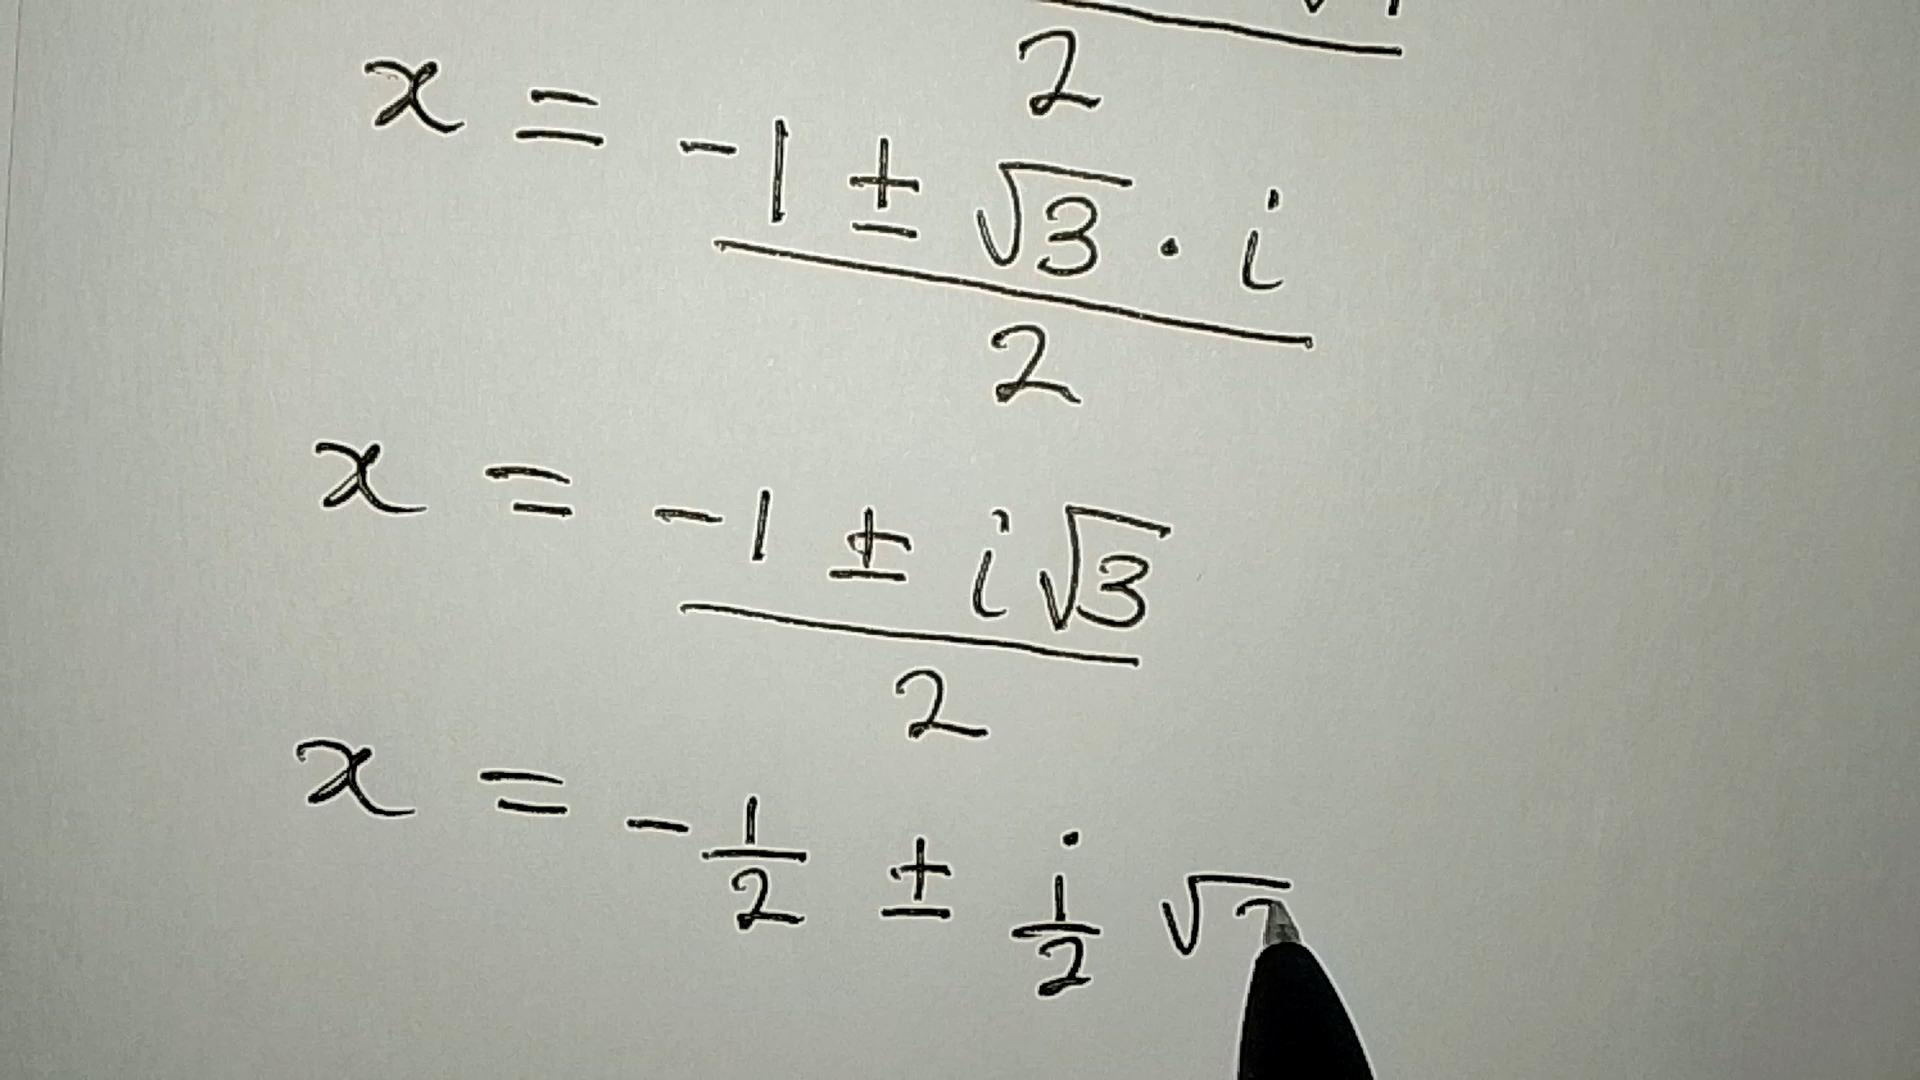 2
x = -1 ± √3 · i
2
x = -1 ± i√3
2
x = -1/2 ± i/2 √